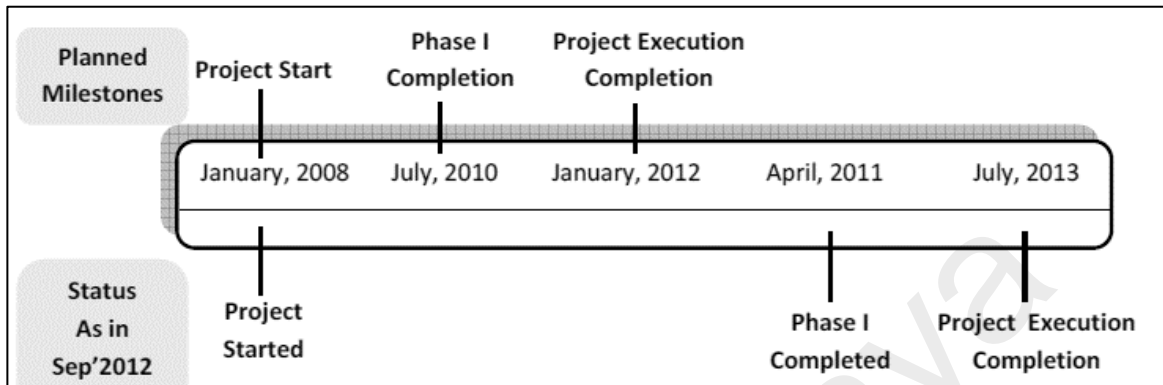 Planned
Milestones
Project Start
Phase I
Completion
Project Execution
Completion
January, 2008 July, 2010 January, 2012 April, 2011 July, 2013
Status
As in
Sep'2012
Project
Started
Phase I
Completed
Project Execution
Completion